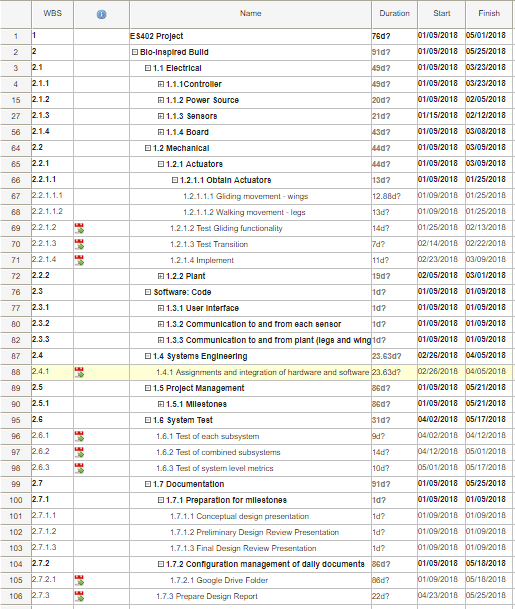 WBS Name Duration Start Finish
1 1 ES402 Project 76d? 01/09/2018 05/01/2018
2 2 Bio-Inspired Build 91d? 01/09/2018 05/25/2018
3 2.1 1.1 Electrical 49d? 01/09/2018 03/23/2018
4 2.1.1 1.1.1Controller 49d? 01/09/2018 03/23/2018
15 2.1.2 1.1.2 Power Source 20d? 01/09/2018 02/05/2018
27 2.1.3 1.1.3 Sensors 21d? 01/15/2018 02/12/2018
56 2.1.4 1.1.4 Board 43d? 01/09/2018 03/08/2018
64 2.2 1.2 Mechanical 44d? 01/09/2018 03/09/2018
65 2.2.1 1.2.1 Actuators 44d? 01/09/2018 03/09/2018
66 2.2.1.1 1.2.1.1 Obtain Actuators 13d? 01/09/2018 01/25/2018
67 2.2.1.1.1 1.2.1.1.1 Gliding movement - wings 12.88d? 01/09/2018 01/25/2018
68 2.2.1.1.2 1.2.1.1.2 Walking movement - legs 13d? 01/09/2018 01/25/2018
69 2.2.1.2 1.2.1.2 Test Gliding functionality 14d? 01/25/2018 02/13/2018
70 2.2.1.3 1.2.1.3 Test Transition 7d? 02/14/2018 02/22/2018
71 2.2.1.4 1.2.1.4 Implement 11d? 02/23/2018 03/09/2018
72 2.2.2 1.2.2 Plant 19d? 02/05/2018 03/01/2018
76 2.3 Software: Code 1d? 01/09/2018 01/09/2018
77 2.3.1 1.3.1 User Interface 1d? 01/09/2018 01/09/2018
80 2.3.2 1.3.2 Communication to and from each sensor 1d? 01/09/2018 01/09/2018
82 2.3.3 1.3.3 Communication to and from plant (legs and wing 1d? 01/09/2018 01/09/2018
87 2.4 1.4 Systems Engineering 23.63d? 02/26/2018 04/05/2018
88 2.4.1 1.4.1 Assignments and integration of hardware and software 23.63d? 02/26/2018 04/05/2018
89 2.5 1.5 Project Management 86d? 01/09/2018 05/21/2018
90 2.5.1 1.5.1 Milestones 86d? 01/09/2018 05/21/2018
95 2.6 1.6 System Test 31d? 04/02/2018 05/17/2018
96 2.6.1 1.6.1 Test of each subsystem 9d? 04/02/2018 04/12/2018
97 2.6.2 1.6.2 Test of combined subsystems 14d? 04/12/2018 05/01/2018
98 2.6.3 1.6.3 Test of system level metrics 10d? 05/01/2018 05/17/2018
99 2.7 1.7 Documentation 91d? 01/09/2018 05/25/2018
100 2.7.1 1.7.1 Preparation for milestones 1d? 01/09/2018 01/09/2018
101 2.7.1.1 1.7.1.1 Conceptual design presentation 1d? 01/09/2018 01/09/2018
102 2.7.1.2 1.7.1.2 Preliminary Design Review Presentation 1d? 01/09/2018 01/09/2018
103 2.7.1.3 1.7.1.3 Final Design Review Presentation 1d? 01/09/2018 01/09/2018
104 2.7.2 1.7.2 Configuration management of daily documents 86d? 01/09/2018 05/18/2018
105 2.7.2.1 1.7.2.1 Google Drive Folder 86d? 01/09/2018 05/18/2018
106 2.7.3 1.7.3 Prepare Design Report 22d? 04/23/2018 05/25/2018